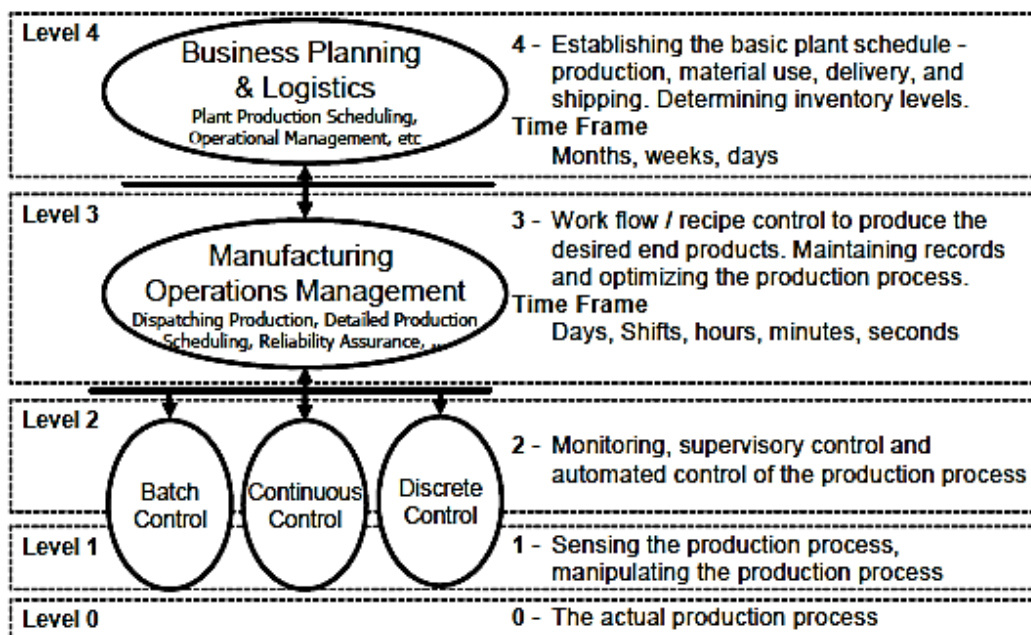 Level 4
Business Planning
& Logistics
Plant Production Scheduling,
Operational Management, etc
4 - Establishing the basic plant schedule -
production, material use, delivery, and
shipping. Determining inventory levels.
Time Frame
Months, weeks, days
Level 3
Manufacturing
Operations Management
Dispatching Production, Detailed Production
Scheduling, Reliability Assurance, ...
3 - Work flow / recipe control to produce the
desired end products. Maintaining records
and optimizing the production process.
Time Frame
Days, Shifts, hours, minutes, seconds
Level 2
Batch
Control
Continuous
Control
Discrete
Control
2 - Monitoring, supervisory control and
automated control of the production process
Level 1
1 - Sensing the production process,
manipulating the production process
Level 0
0 - The actual production process